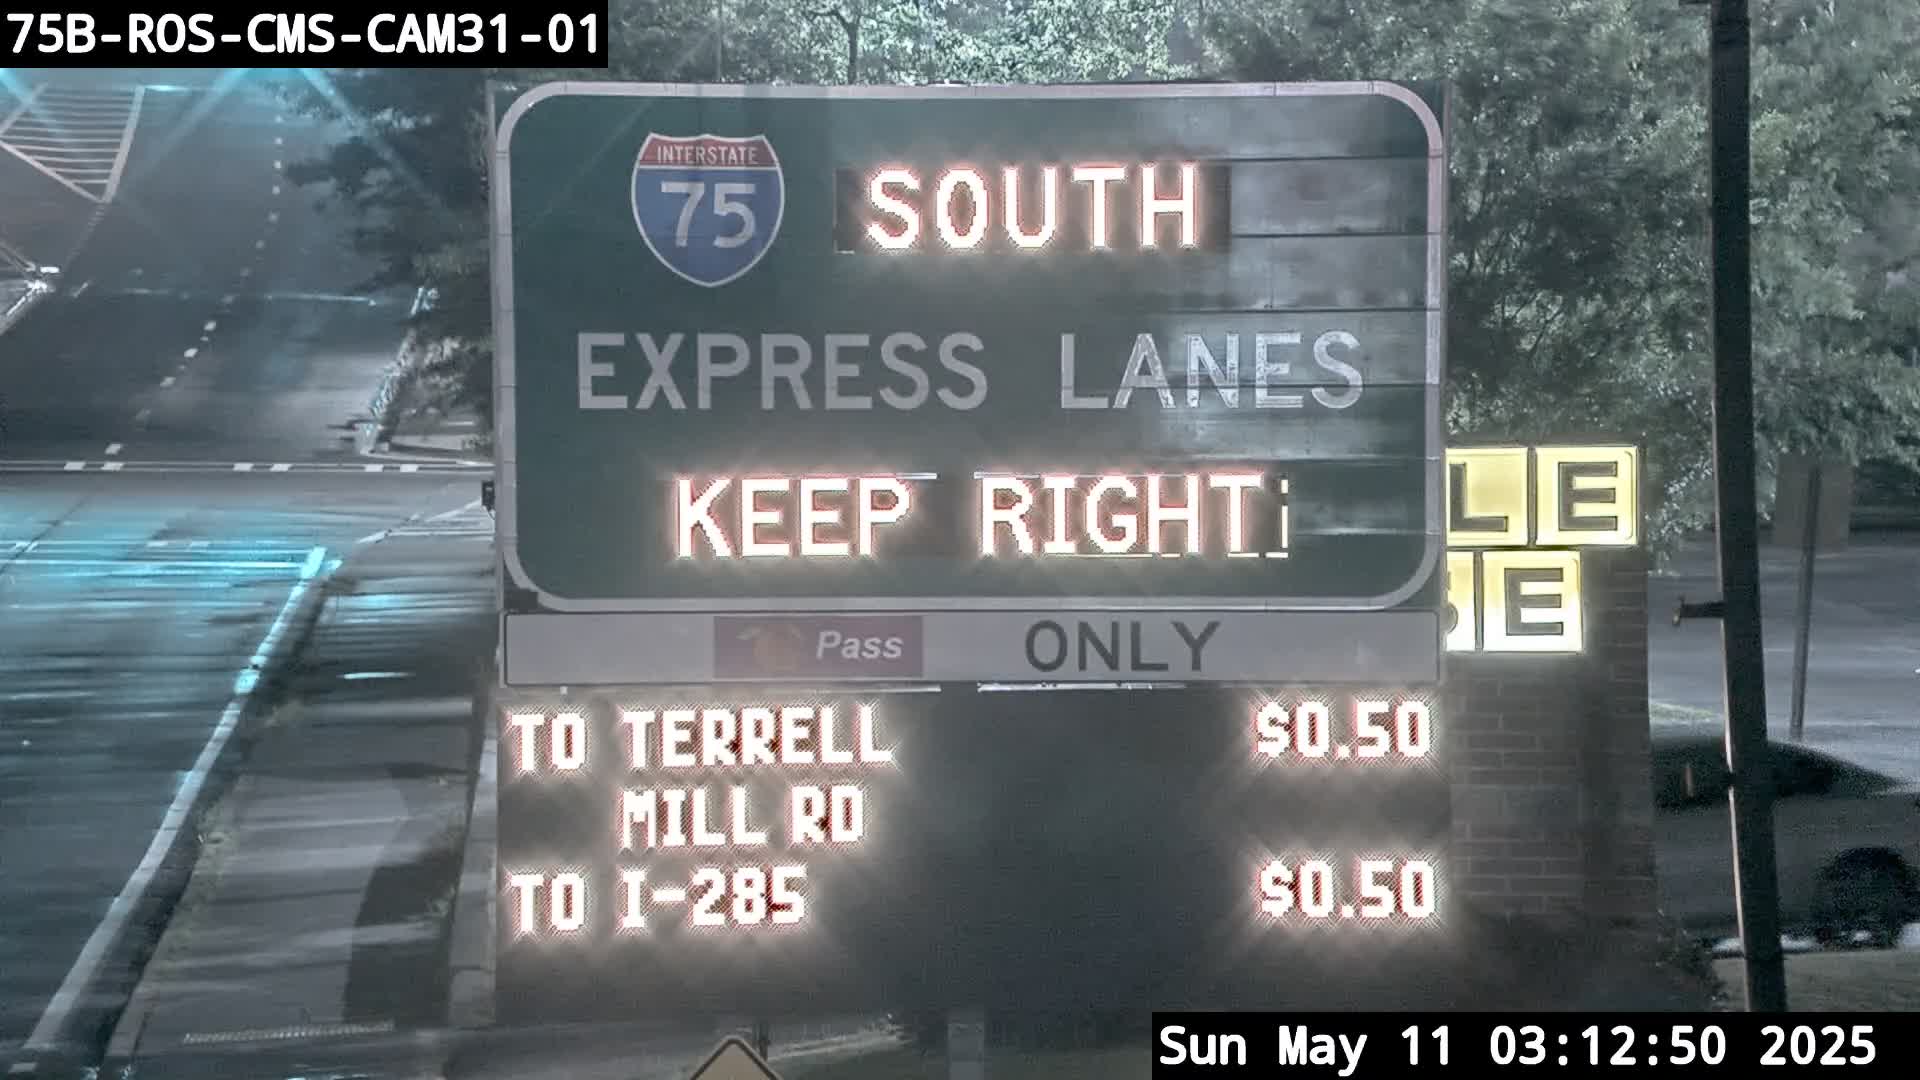 75B-ROS-CMS-CAM31-01
INTERSTATE
75
SOUTH
EXPRESS LANES
KEEP RIGHT
Pass ONLY
LE
E
TO TERRELL $0.50
MILL RD
TO I-285 $0.50
Sun May 11 03:12:50 2025